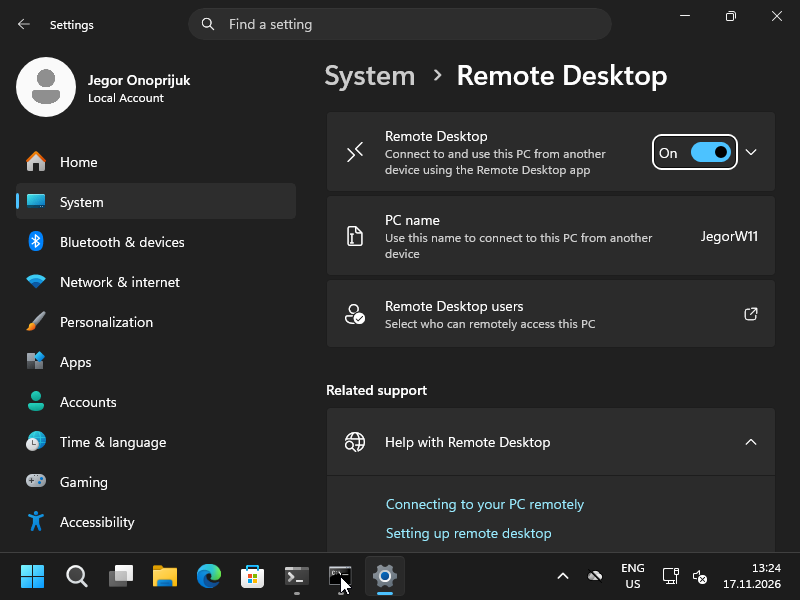 Settings
Find a setting
Jegor Onoprijuk
Local Account
Home
System
Bluetooth & devices
Network & internet
Personalization
Apps
Accounts
Time & language
Gaming
Accessibility
System > Remote Desktop
Remote Desktop
Connect to and use this PC from another
device using the Remote Desktop app
On
PC name
Use this name to connect to this PC from another
device
JegorW11
Remote Desktop users
Select who can remotely access this PC
Related support
Help with Remote Desktop
Connecting to your PC remotely
Setting up remote desktop
ENG
US
13:24
17.11.2026